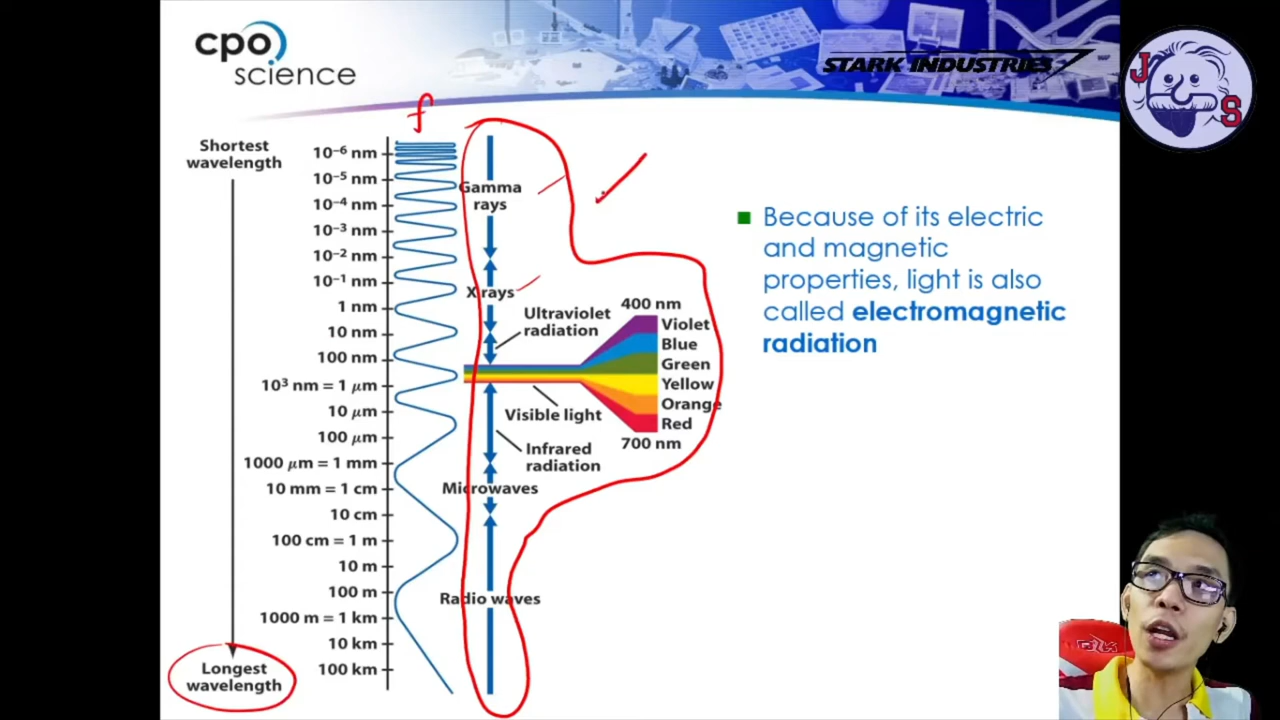 cpo
science
STARK INDUSTRIES
J S
f
Shortest
wavelength
10⁻⁶ nm
10⁻⁵ nm
10⁻⁴ nm
10⁻³ nm
10⁻² nm
10⁻¹ nm
1 nm
10 nm
100 nm
10³ nm = 1 μm
10 μm
100 μm
1000 μm = 1 mm
10 mm = 1 cm
10 cm
100 cm = 1 m
10 m
100 m
1000 m = 1 km
10 km
100 km
Longest
wavelength
Gamma
rays
X rays
Ultraviolet
radiation
Visible light
Infrared
radiation
Microwaves
Radio waves
400 nm
Violet
Blue
Green
Yellow
Orange
Red
700 nm
Because of its electric
and magnetic
properties, light is also
called electromagnetic
radiation